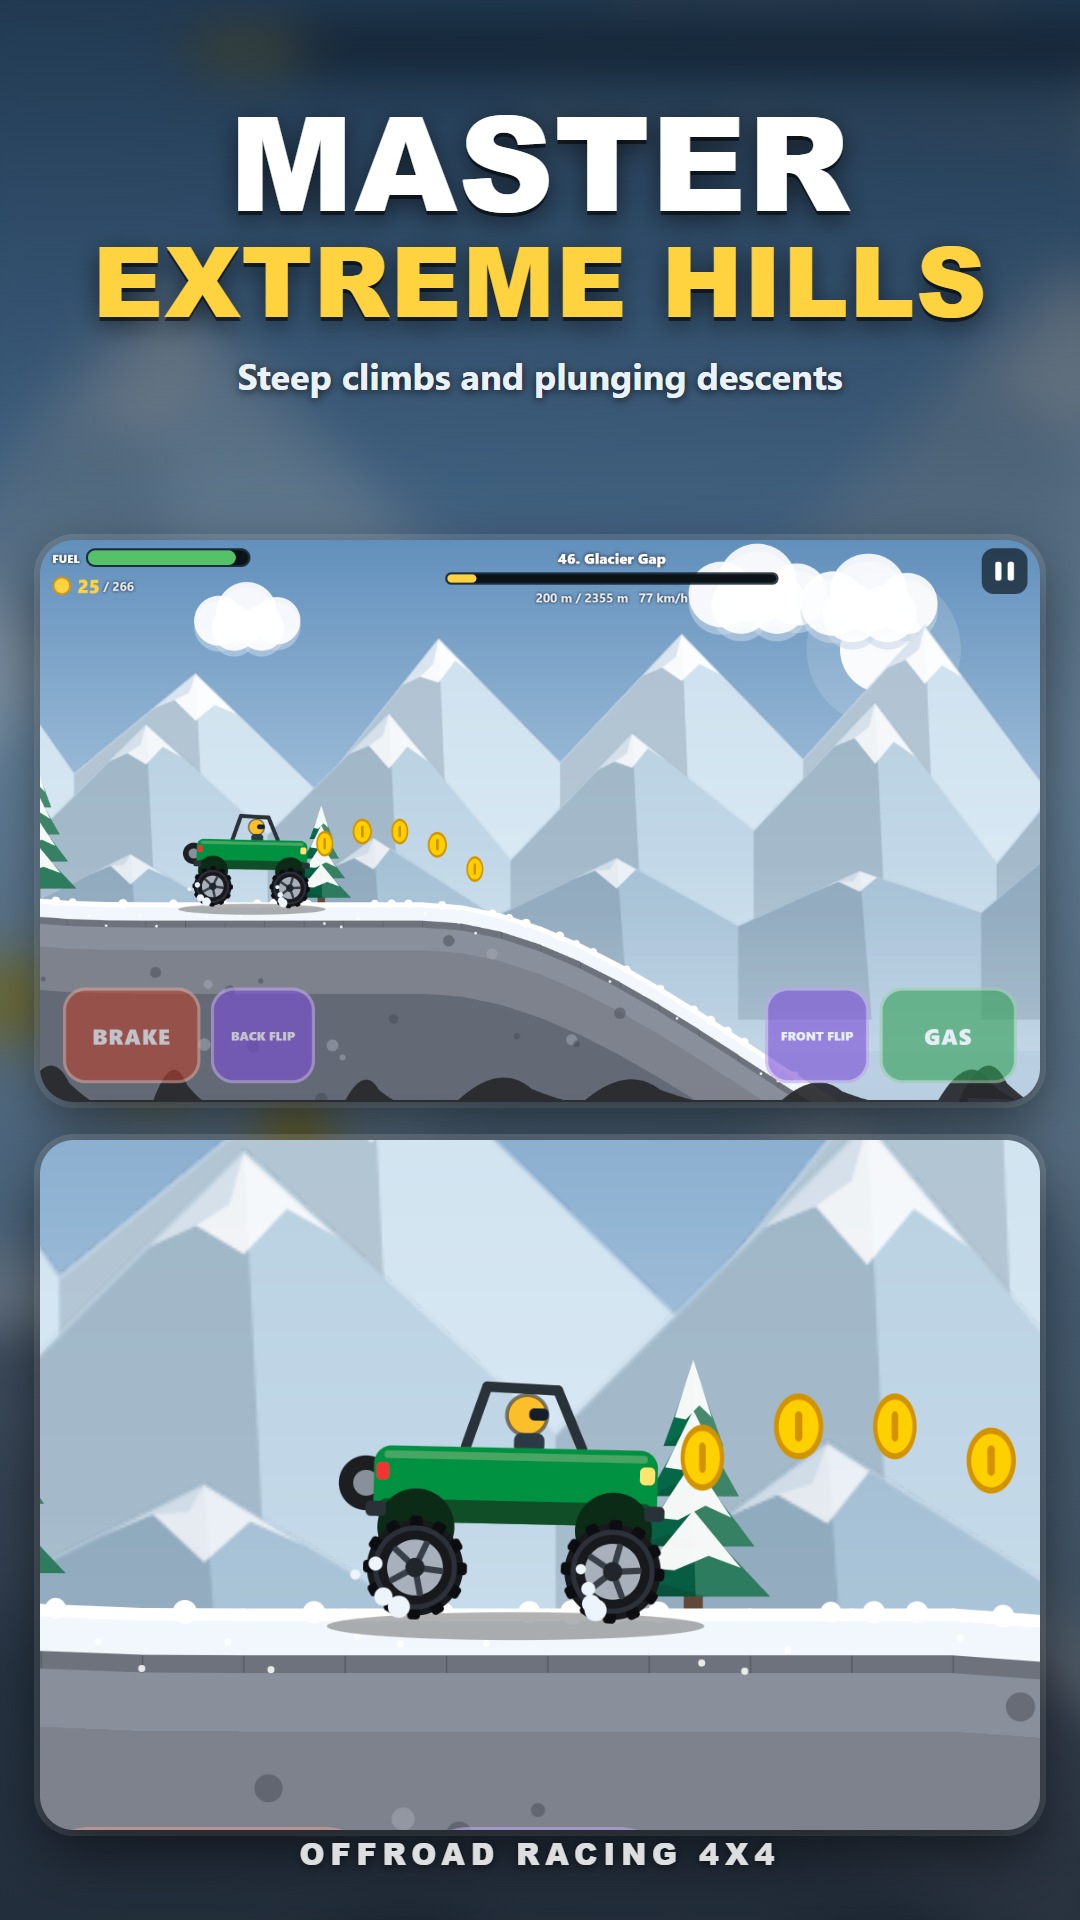 MASTER
EXTREME HILLS
Steep climbs and plunging descents
FUEL
46. Glacier Gap
25 / 266
200 m / 2355 m 77 km/h
BRAKE
BACK FLIP
FRONT FLIP
GAS
OFFROAD RACING 4X4